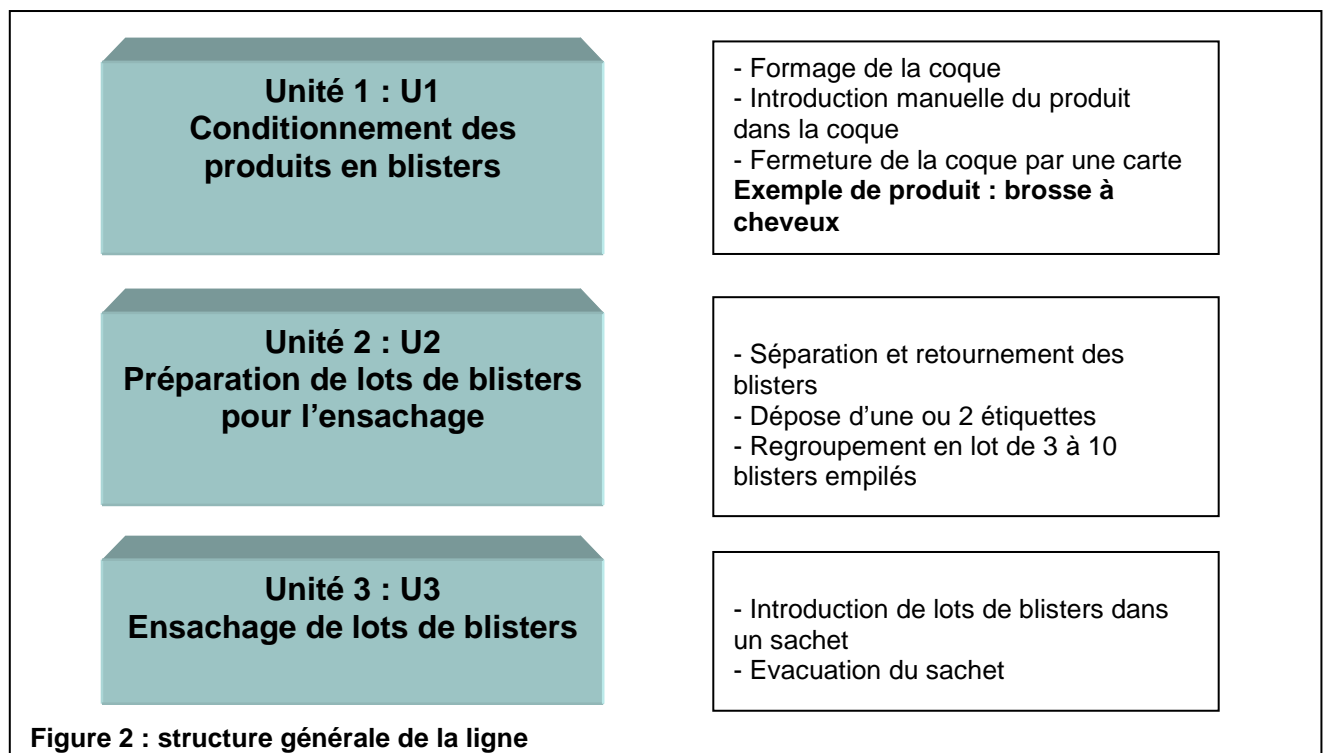 Unité 1 : U1
Conditionnement des
produits en blisters
- Formage de la coque
- Introduction manuelle du produit
dans la coque
- Fermeture de la coque par une carte
Exemple de produit : brosse à
cheveux
Unité 2 : U2
Préparation de lots de blisters
pour l'ensachage
- Séparation et retournement des
blisters
- Dépose d'une ou 2 étiquettes
- Regroupement en lot de 3 à 10
blisters empilés
Unité 3 : U3
Ensachage de lots de blisters
- Introduction de lots de blisters dans
un sachet
- Evacuation du sachet
Figure 2 : structure générale de la ligne